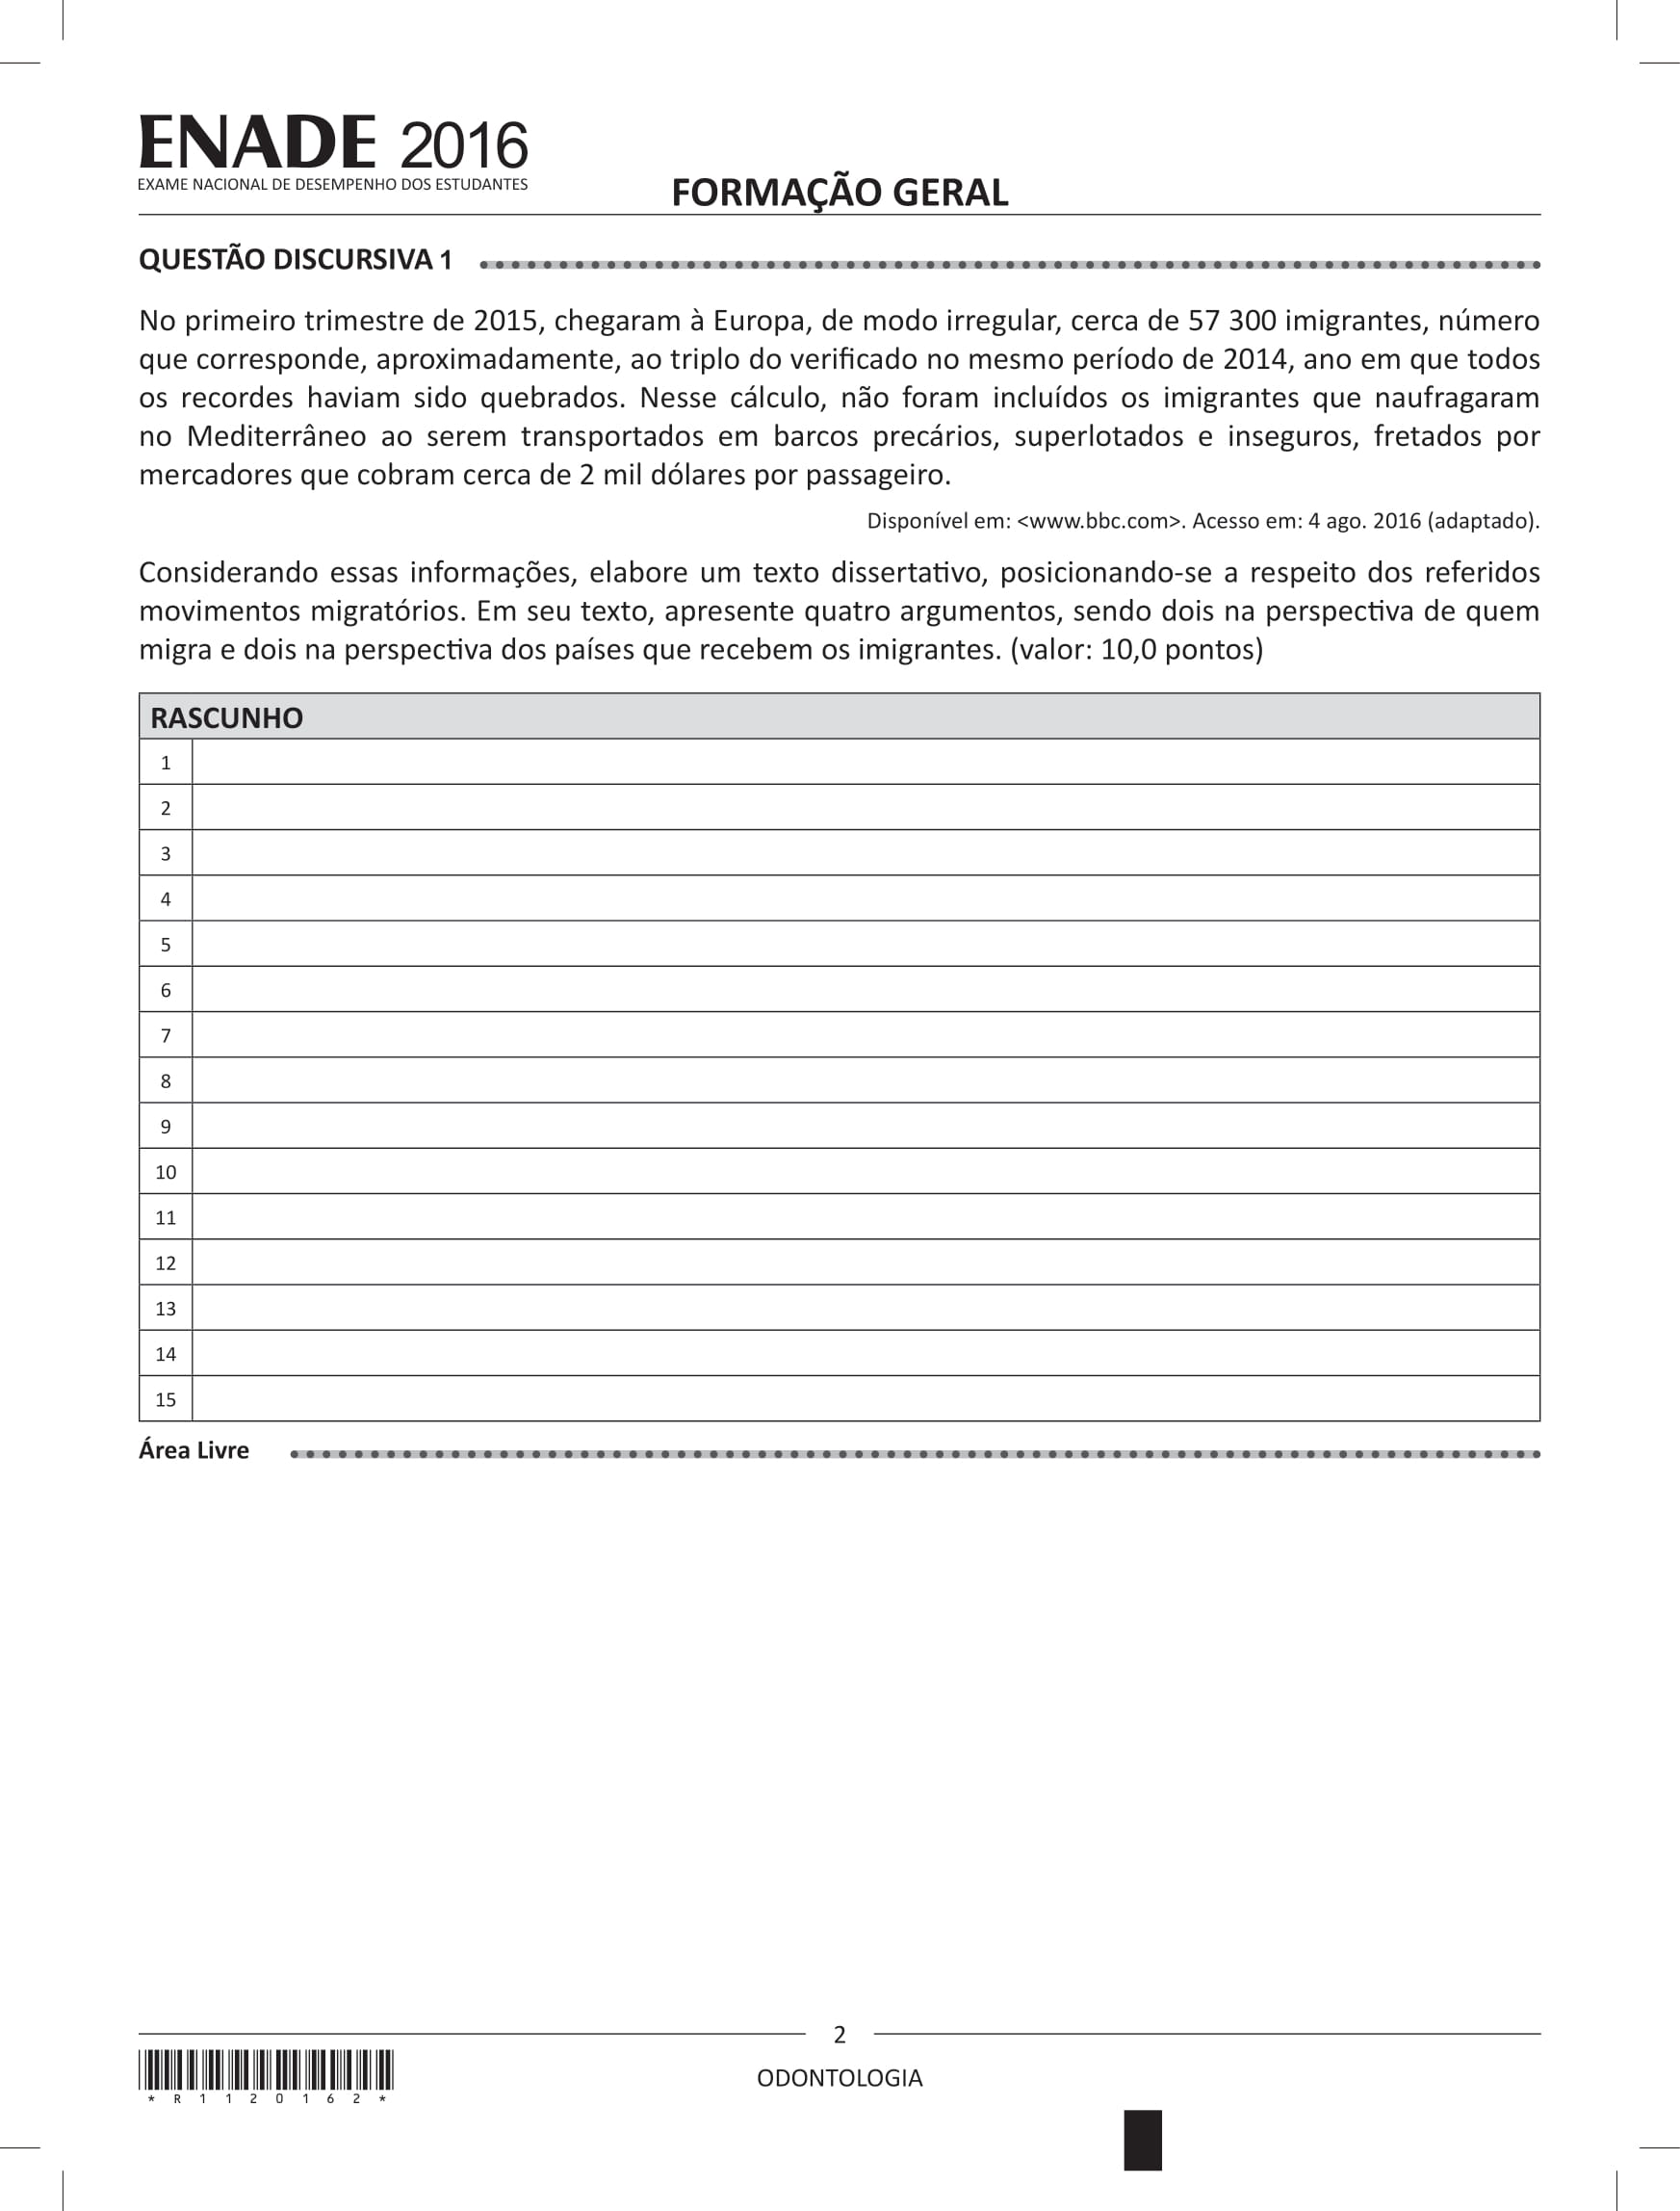 ENADE 2016
EXAME NACIONAL DE DESEMPENHO DOS ESTUDANTES
FORMAÇÃO GERAL
QUESTÃO DISCURSIVA 1
No primeiro trimestre de 2015, chegaram à Europa, de modo irregular, cerca de 57 300 imigrantes, número
que corresponde, aproximadamente, ao triplo do verificado no mesmo período de 2014, ano em que todos
os recordes haviam sido quebrados. Nesse cálculo, não foram incluídos os imigrantes que naufragaram
no Mediterrâneo ao serem transportados em barcos precários, superlotados e inseguros, fretados por
mercadores que cobram cerca de 2 mil dólares por passageiro.
Disponível em: <www.bbc.com>. Acesso em: 4 ago. 2016 (adaptado).
Considerando essas informações, elabore um texto dissertativo, posicionando-se a respeito dos referidos
movimentos migratórios. Em seu texto, apresente quatro argumentos, sendo dois na perspectiva de quem
migra e dois na perspectiva dos países que recebem os imigrantes. (valor: 10,0 pontos)
RASCUNHO
1
2
3
4
5
6
7
8
9
10
11
12
13
14
15
Área Livre
2
ODONTOLOGIA
* R 1 1 2 0 1 6 2 *